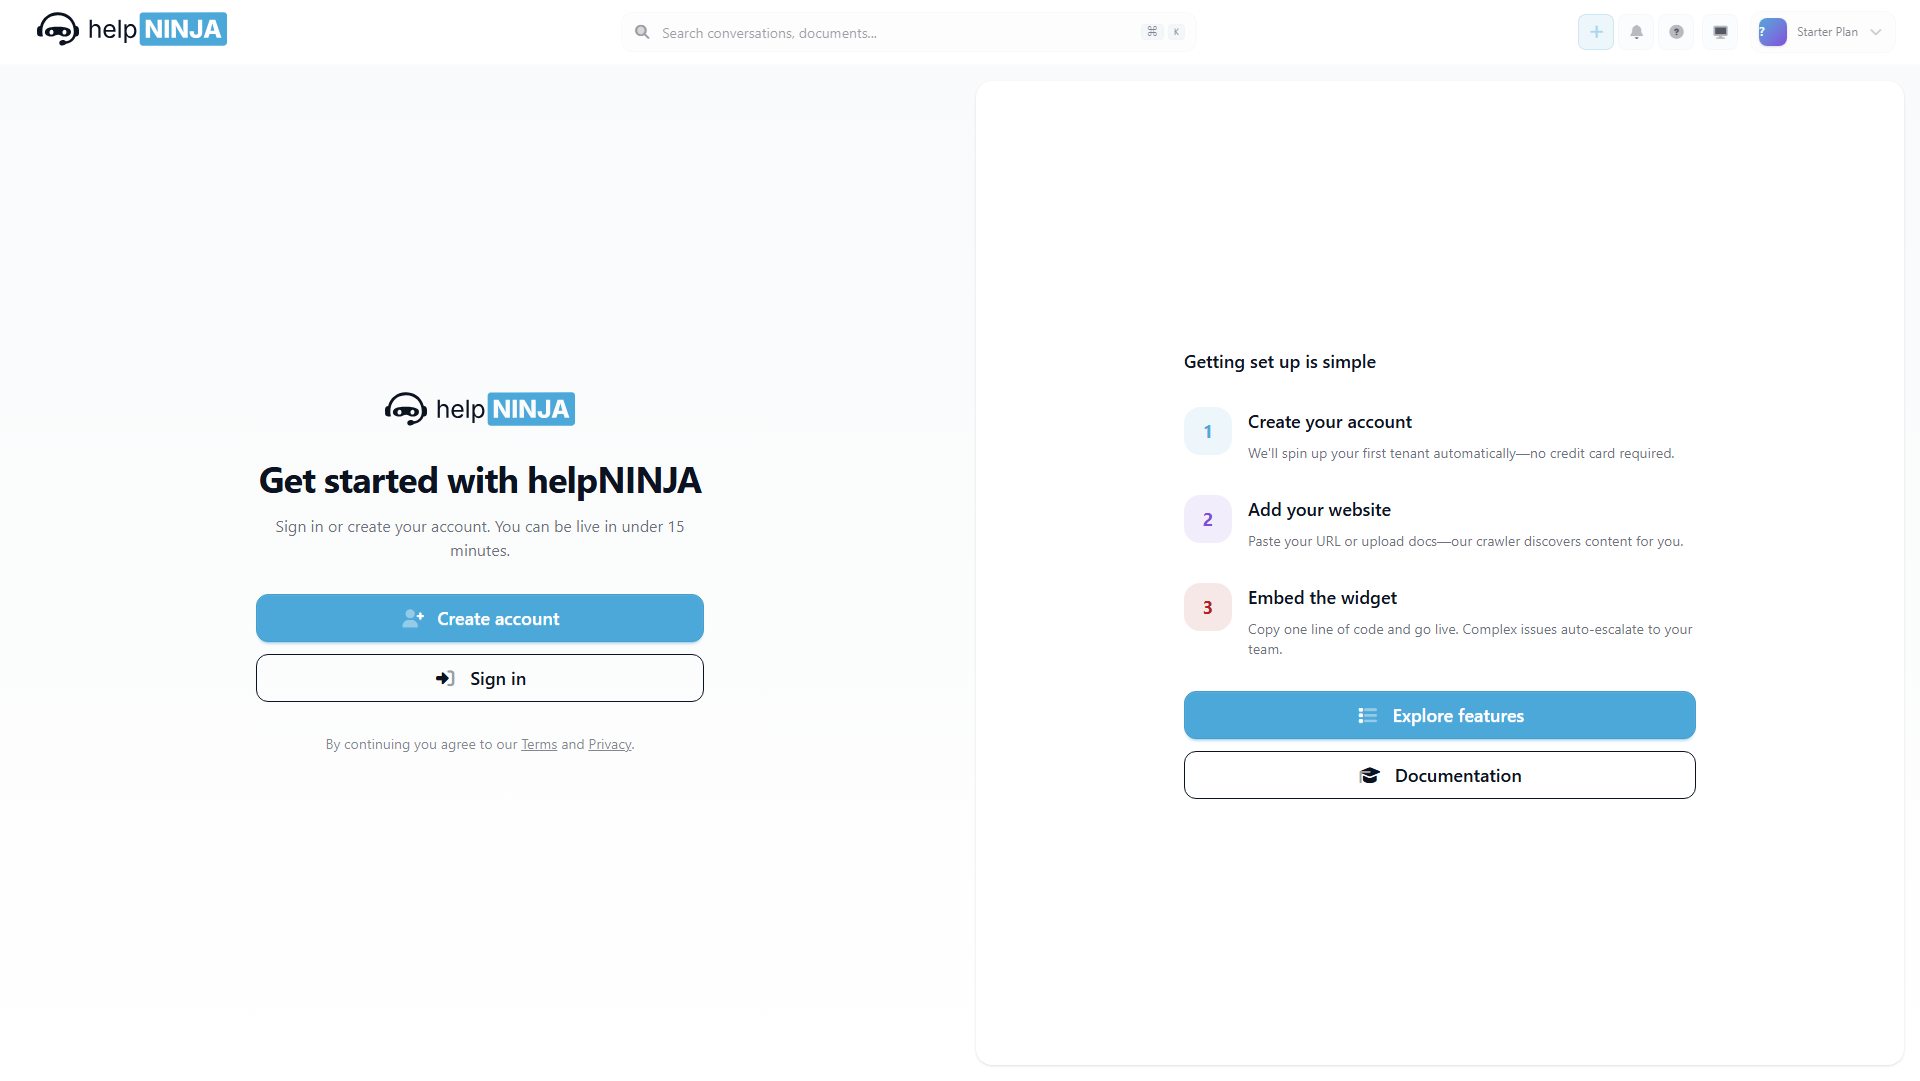 help NINJA
Search conversations, documents...
⌘ K
?
Starter Plan
help NINJA
Get started with helpNINJA
Sign in or create your account. You can be live in under 15
minutes.
Create account
Sign in
By continuing you agree to our Terms and Privacy.
Getting set up is simple
1
Create your account
We'll spin up your first tenant automatically—no credit card required.
2
Add your website
Paste your URL or upload docs—our crawler discovers content for you.
3
Embed the widget
Copy one line of code and go live. Complex issues auto-escalate to your
team.
Explore features
Documentation